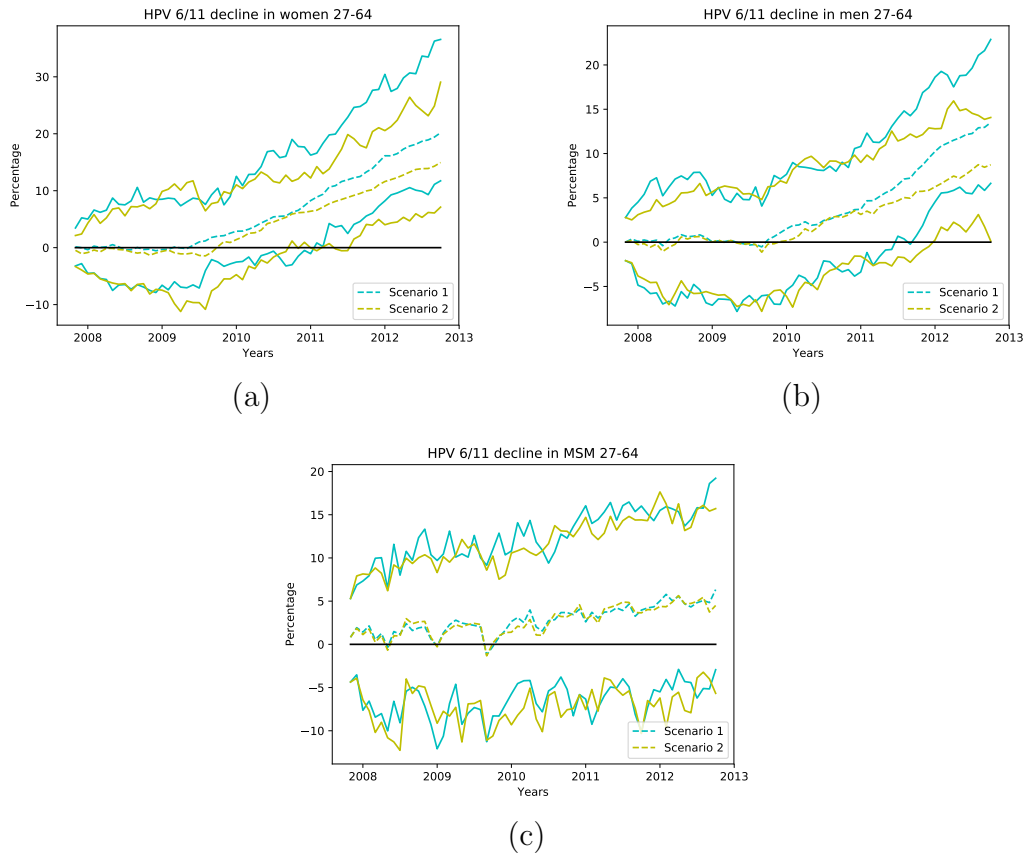 HPV 6/11 decline in women 27-64
Percentage
30
20
10
0
−10
2008 2009 2010 2011 2012 2013
Years
Scenario 1
Scenario 2
(a)
HPV 6/11 decline in men 27-64
Percentage
20
15
10
5
0
−5
2008 2009 2010 2011 2012 2013
Years
Scenario 1
Scenario 2
(b)
HPV 6/11 decline in MSM 27-64
Percentage
20
15
10
5
0
−5
−10
2008 2009 2010 2011 2012 2013
Years
Scenario 1
Scenario 2
(c)